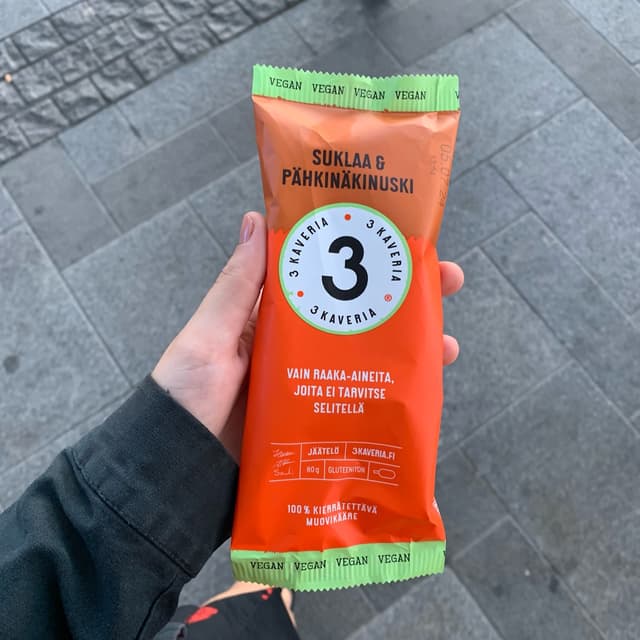 VEGAN VEGAN VEGAN VEGAN
SUKLAA &
PÄHKINÄKINUSKI
3 KAVERIA • 3 KAVERIA • 3 KAVERIA ®
3
VAIN RAAKA-AINEITA,
JOITA EI TARVITSE
SELITELLÄ
JÄÄTELÖ 3KAVERIA.FI
80 g GLUTEENITON
100 % KIERRÄTETTÄVÄ
MUOVIKÄÄRE
VEGAN VEGAN VEGAN VEGAN